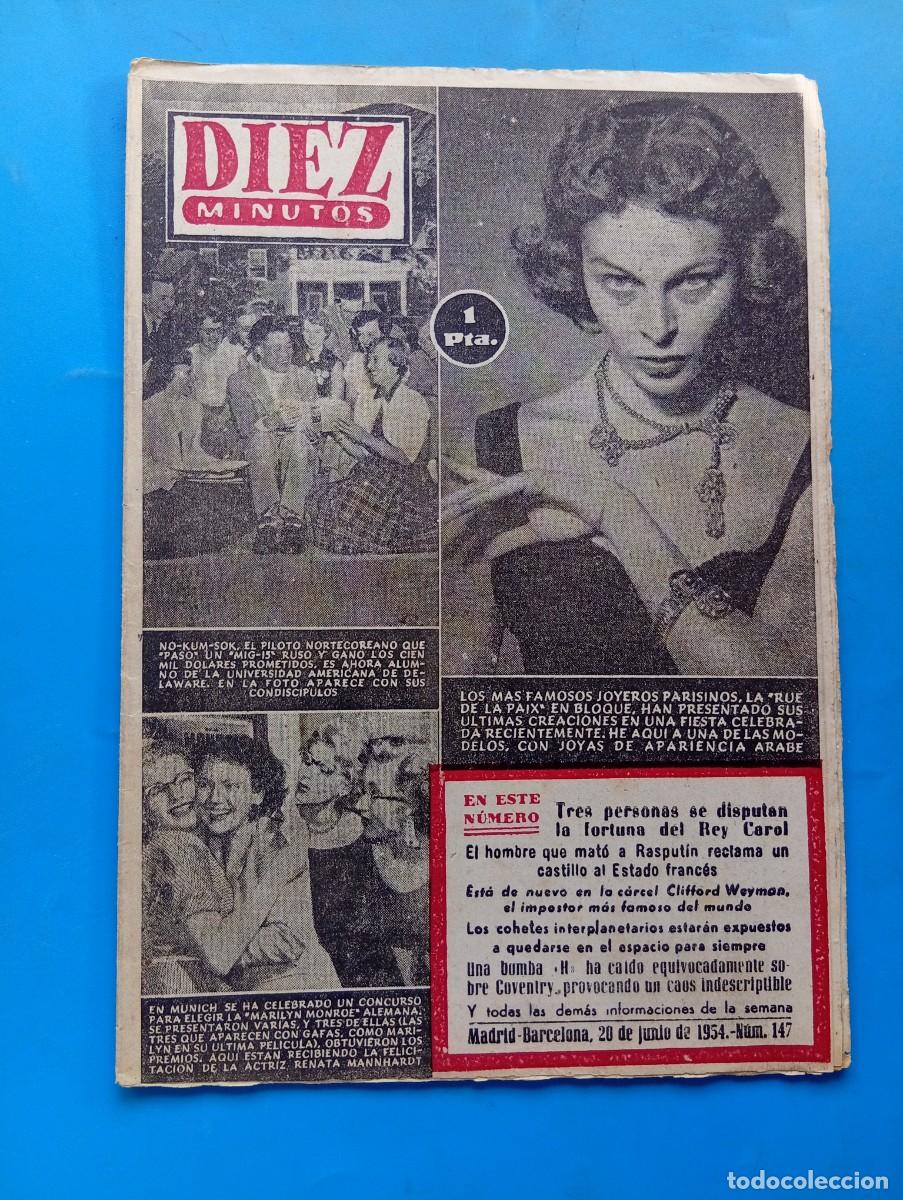 DIEZ
MINUTOS
1
Pta.
NO-KUM-SOK, EL PILOTO NORTECOREANO QUE
"PASO" UN "MIG-15" RUSO Y GANO LOS CIEN
MIL DOLARES PROMETIDOS, ES AHORA ALUM-
NO DE LA UNIVERSIDAD AMERICANA DE DE-
LAWARE. EN LA FOTO APARECE CON SUS
CONDISCIPULOS
LOS MAS FAMOSOS JOYEROS PARISINOS, LA "RUE
DE LA PAIX" EN BLOQUE, HAN PRESENTADO SUS
ULTIMAS CREACIONES EN UNA FIESTA CELEBRA-
DA RECIENTEMENTE. HE AQUI A UNA DE LAS MO-
DELOS, CON JOYAS DE APARIENCIA ARABE
EN MUNICH SE HA CELEBRADO UN CONCURSO
PARA ELEGIR LA "MARILYN MONROE" ALEMANA.
SE PRESENTARON VARIAS, Y TRES DE ELLAS (LAS
TRES QUE APARECEN CON GAFAS, COMO MARI-
LYN EN SU ULTIMA PELICULA), OBTUVIERON LOS
PREMIOS. AQUI ESTAN RECIBIENDO LA FELICI-
TACION DE LA ACTRIZ RENATA MANNHARDT
EN ESTE
NÚMERO
Tres personas se disputan
la fortuna del Rey Carol
El hombre que mató a Rasputín reclama un
castillo al Estado francés
Está de nuevo en la cárcel Clifford Weyman,
el impostor más famoso del mundo
Los cohetes interplanetarios estarán expuestos
a quedarse en el espacio para siempre
Una bomba «H» ha caído equivocadamente so-
bre Coventry, provocando un caos indescriptible
Y todas las demás informaciones de la semana
Madrid-Barcelona, 20 de junio de 1954.-Núm. 147
todocoleccion